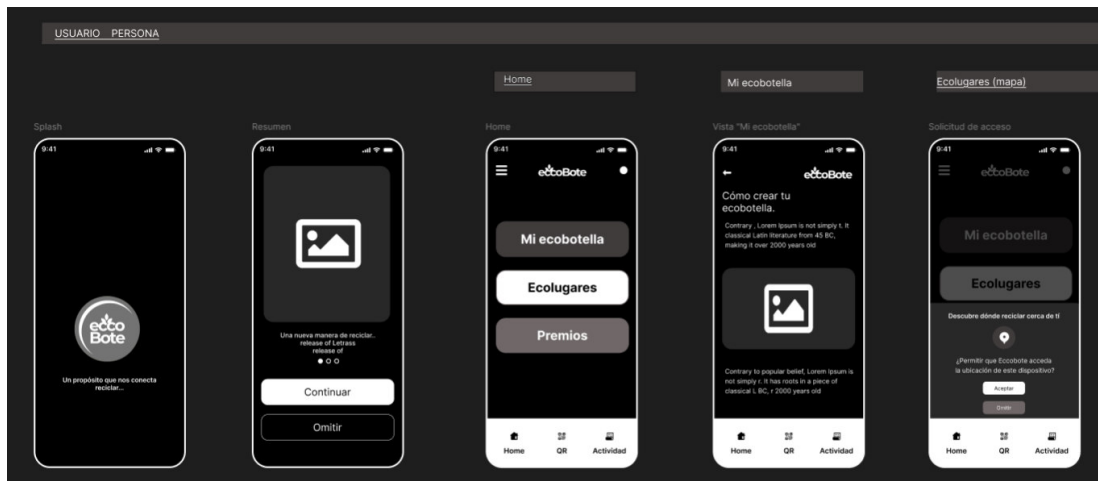 USUARIO PERSONA
Home
Mi ecobotella
Ecolugares (mapa)
Splash
Resumen
Home
Vista "Mi ecobotella"
Solicitud de acceso
9:41
ecco
Bote
Un propósito que nos conecta
reciclar...
9:41
Una nueva manera de reciclar..
release of Letrass
release of
Continuar
Omitir
9:41
eccoBote
Mi ecobotella
Ecolugares
Premios
Home
QR
Actividad
9:41
eccoBote
Cómo crear tu
ecobotella.
Contrary , Lorem Ipsum is not simply t. It
classical Latin literature from 45 BC,
making it over 2000 years old
Contrary to popular belief, Lorem Ipsum is
not simply r. It has roots in a piece of
classical L BC, r 2000 years old
Home
QR
Actividad
9:41
eccoBote
Mi ecobotella
Ecolugares
Descubre dónde reciclar cerca de tí
¿Permitir que Eccobote acceda
la ubicación de este dispositivo?
Aceptar
Omitir
Home
QR
Actividad